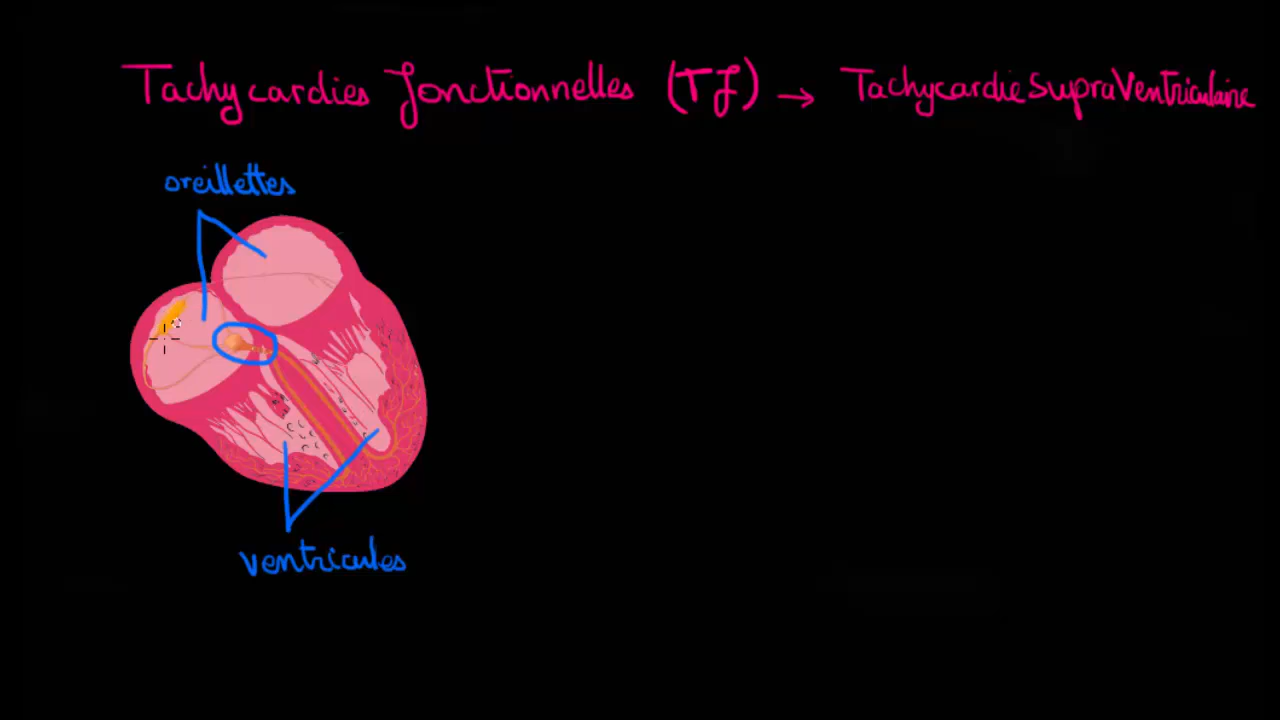 Tachycardies Jonctionnelles (TJ) → Tachycardie SupraVentriculaire
oreillettes
ventricules